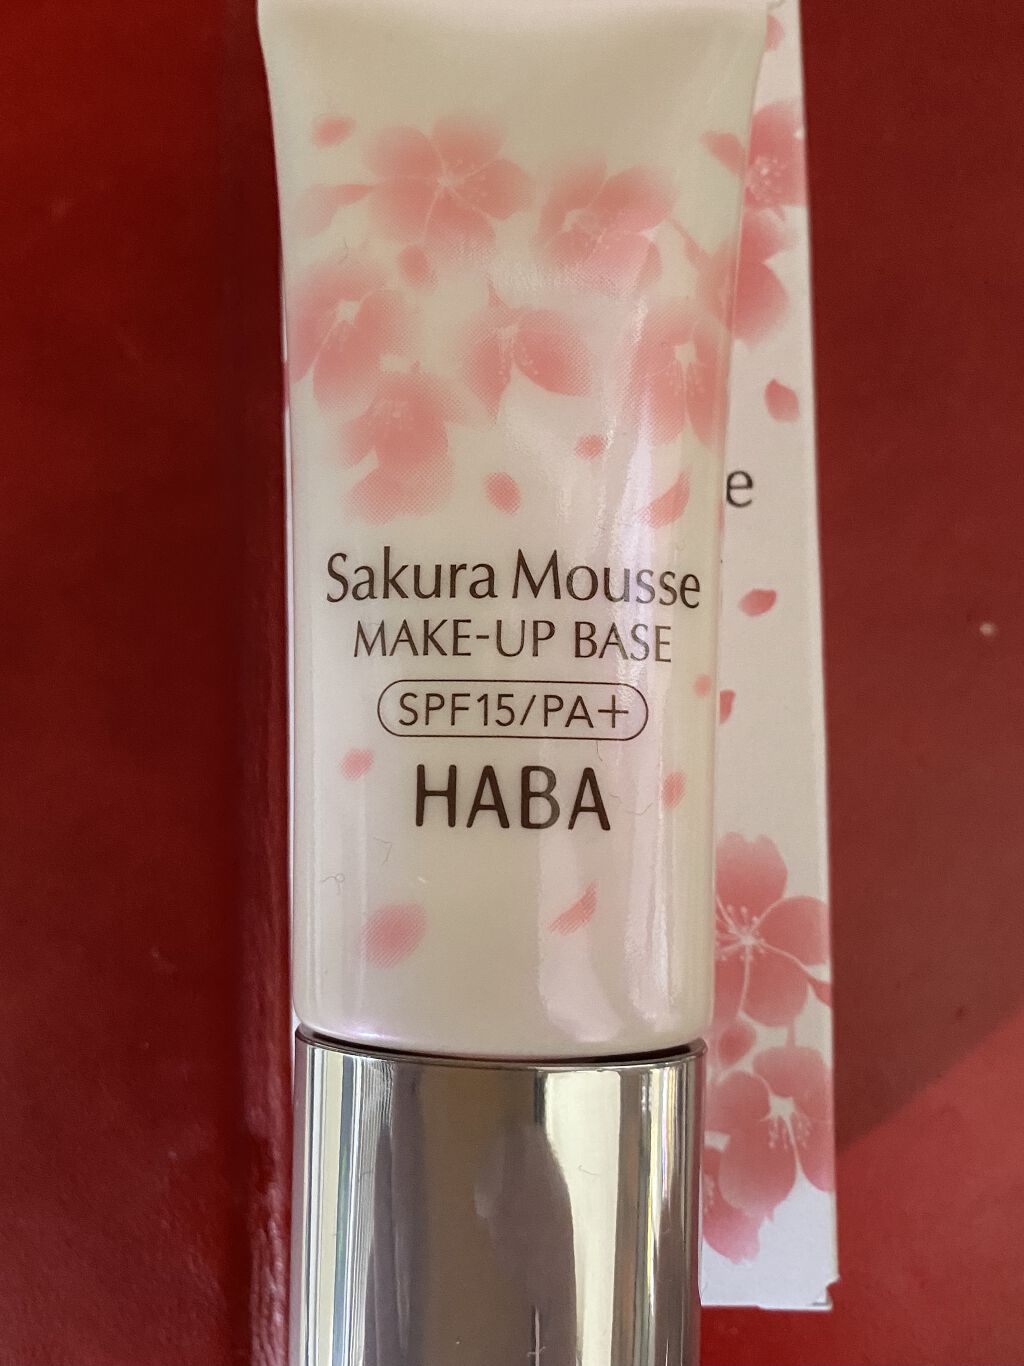 Sakura Mousse
MAKE-UP BASE
SPF15/PA+
HABA
e